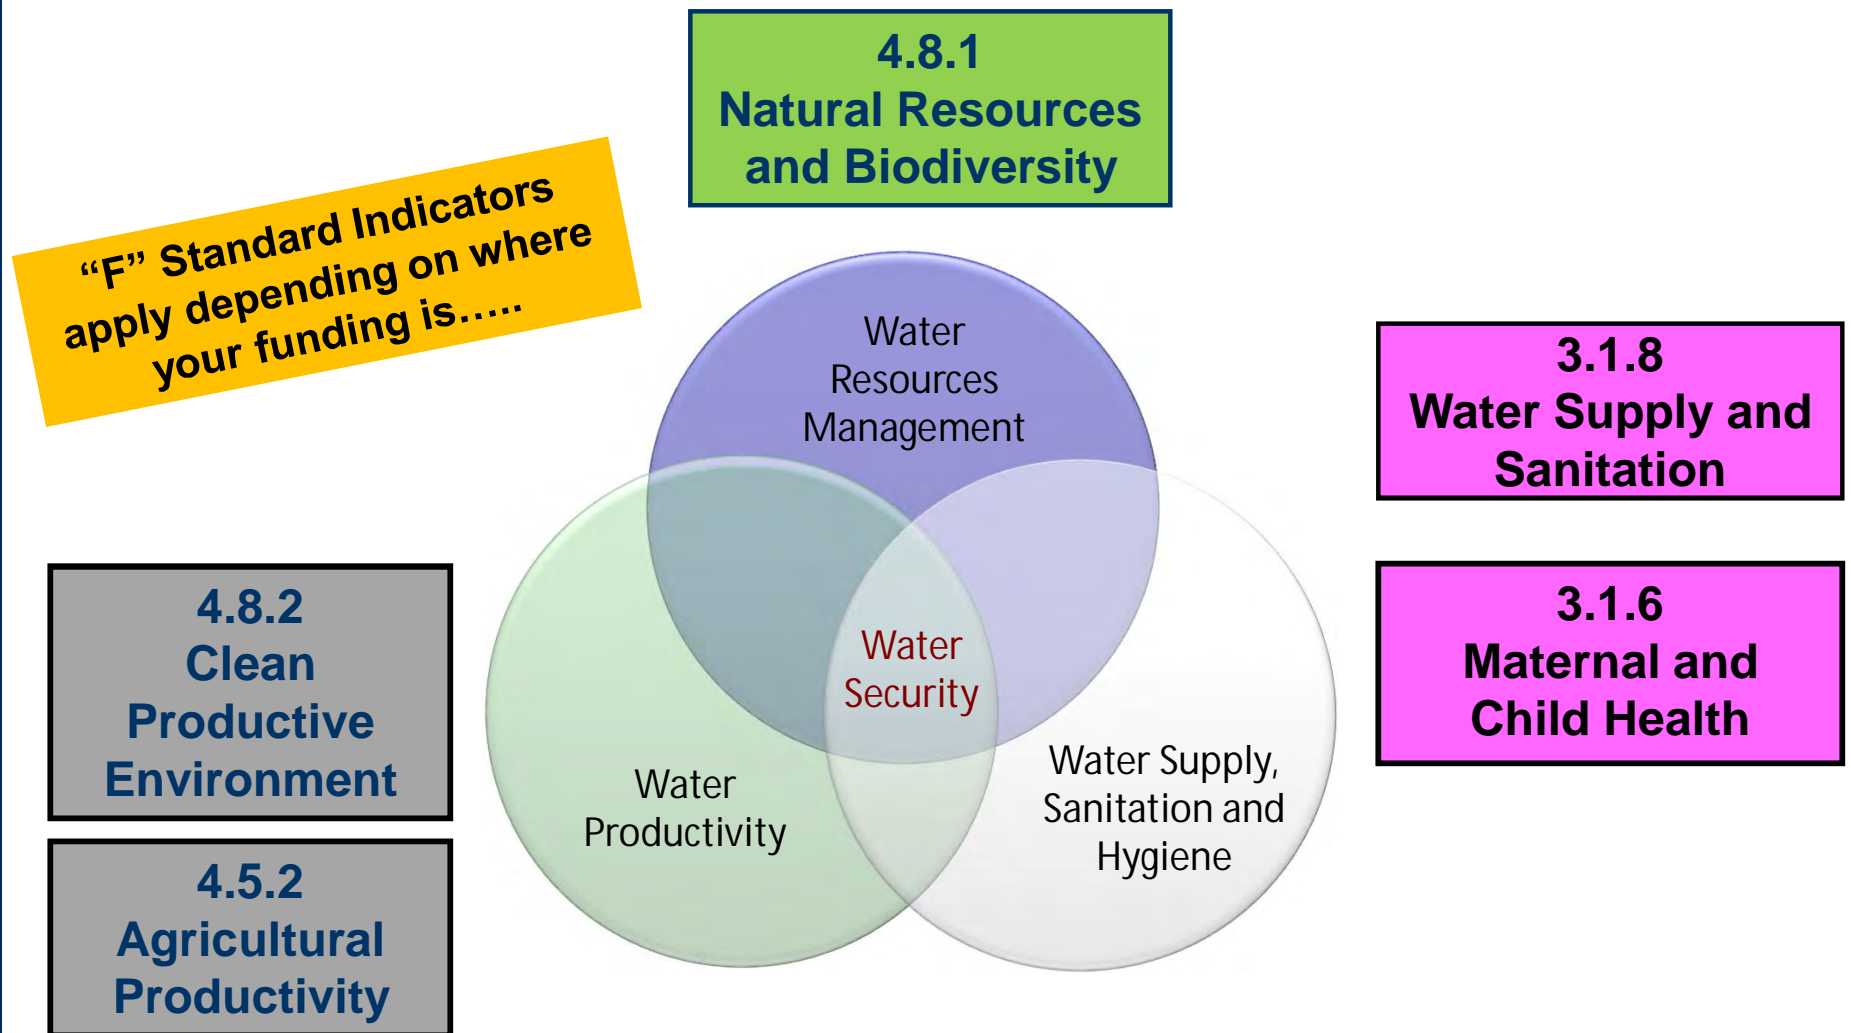 4.8.1
Natural Resources
and Biodiversity
“F” Standard Indicators
apply depending on where
your funding is…..
Water
Resources
Management
3.1.8
Water Supply and
Sanitation
4.8.2
Clean
Productive
Environment
3.1.6
Maternal and
Child Health
Water
Security
Water
Productivity
Water Supply,
Sanitation and
Hygiene
4.5.2
Agricultural
Productivity